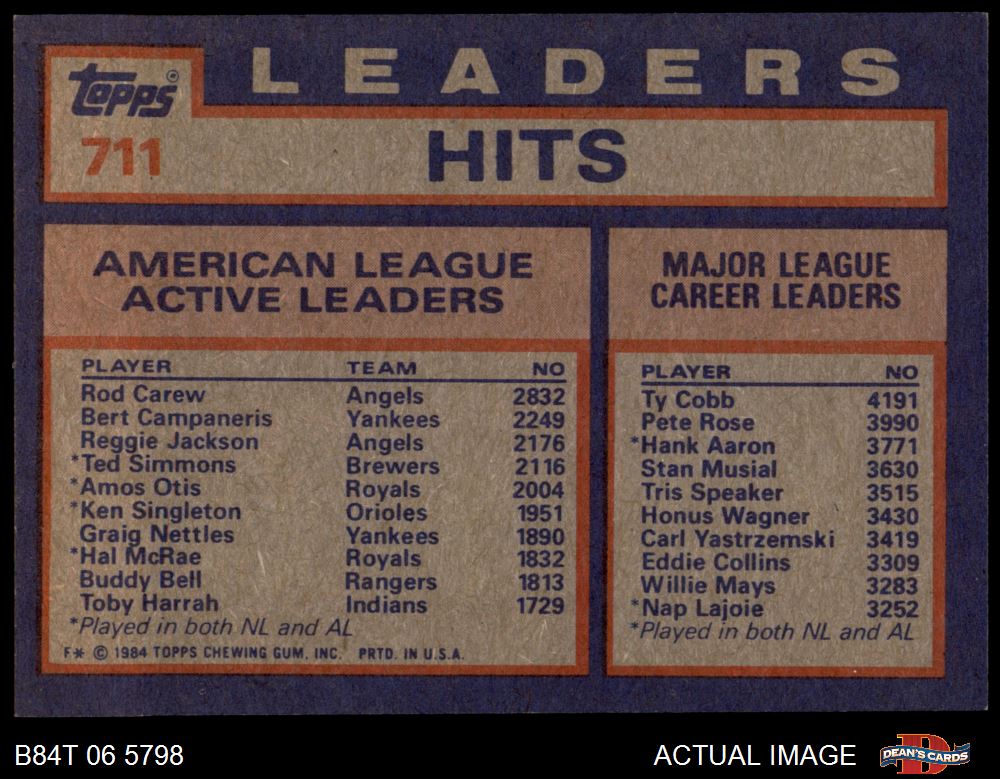 LEADERS
Topps®
711
HITS
AMERICAN LEAGUE
ACTIVE LEADERS
PLAYER TEAM NO
Rod Carew Angels 2832
Bert Campaneris Yankees 2249
Reggie Jackson Angels 2176
*Ted Simmons Brewers 2116
*Amos Otis Royals 2004
*Ken Singleton Orioles 1951
Graig Nettles Yankees 1890
*Hal McRae Royals 1832
Buddy Bell Rangers 1813
Toby Harrah Indians 1729
*Played in both NL and AL
F* © 1984 TOPPS CHEWING GUM, INC. PRTD. IN U.S.A.
MAJOR LEAGUE
CAREER LEADERS
PLAYER NO
Ty Cobb 4191
Pete Rose 3990
*Hank Aaron 3771
Stan Musial 3630
Tris Speaker 3515
Honus Wagner 3430
Carl Yastrzemski 3419
Eddie Collins 3309
Willie Mays 3283
*Nap Lajoie 3252
*Played in both NL and AL
B84T 06 5798
ACTUAL IMAGE
DEAN'S CARDS